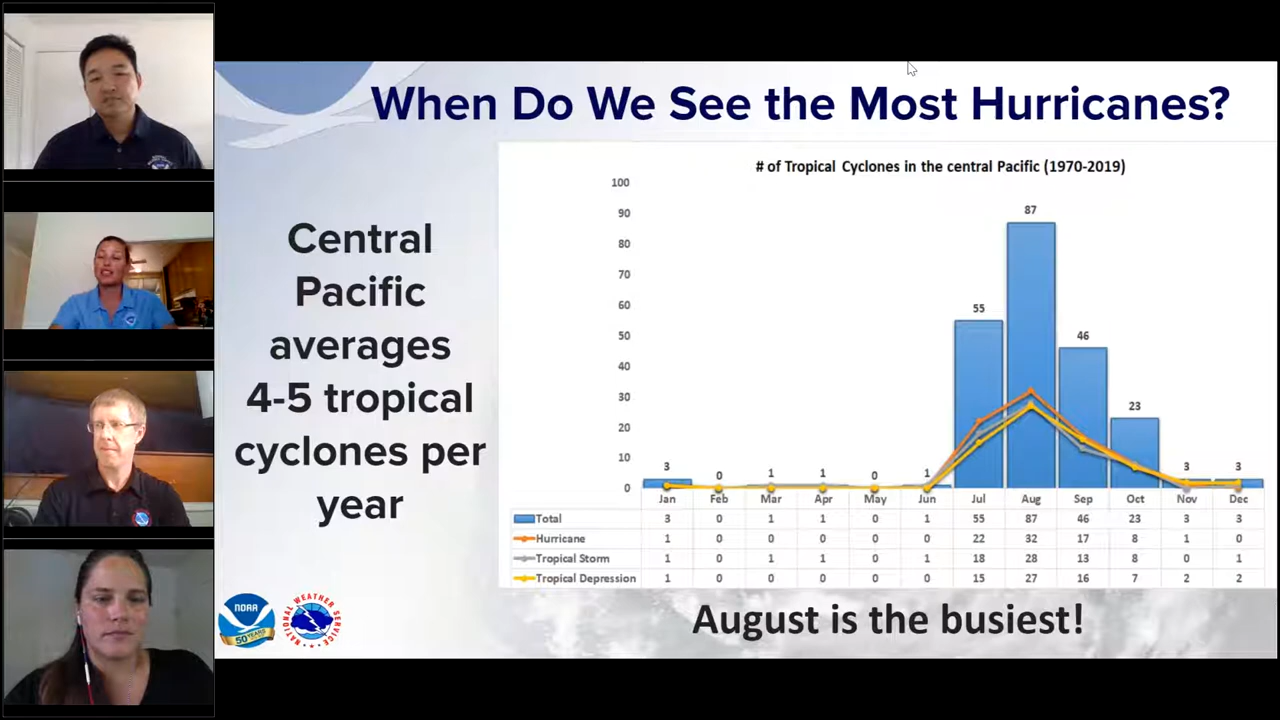 When Do We See the Most Hurricanes?
Central
Pacific
averages
4-5 tropical
cyclones per
year
# of Tropical Cyclones in the central Pacific (1970-2019)
100
90
80
70
60
50
40
30
20
10
0
3 0 1 1 0 1 55 87 46 23 3 3
Jan Feb Mar Apr May Jun Jul Aug Sep Oct Nov Dec
Total 3 0 1 1 0 1 55 87 46 23 3 3
Hurricane 1 0 0 0 0 0 22 32 17 8 1 0
Tropical Storm 1 0 1 1 0 1 18 28 13 8 0 1
Tropical Depression 1 0 0 0 0 0 15 27 16 7 2 2
August is the busiest!
NOAA
50 YEARS
NATIONAL WEATHER SERVICE